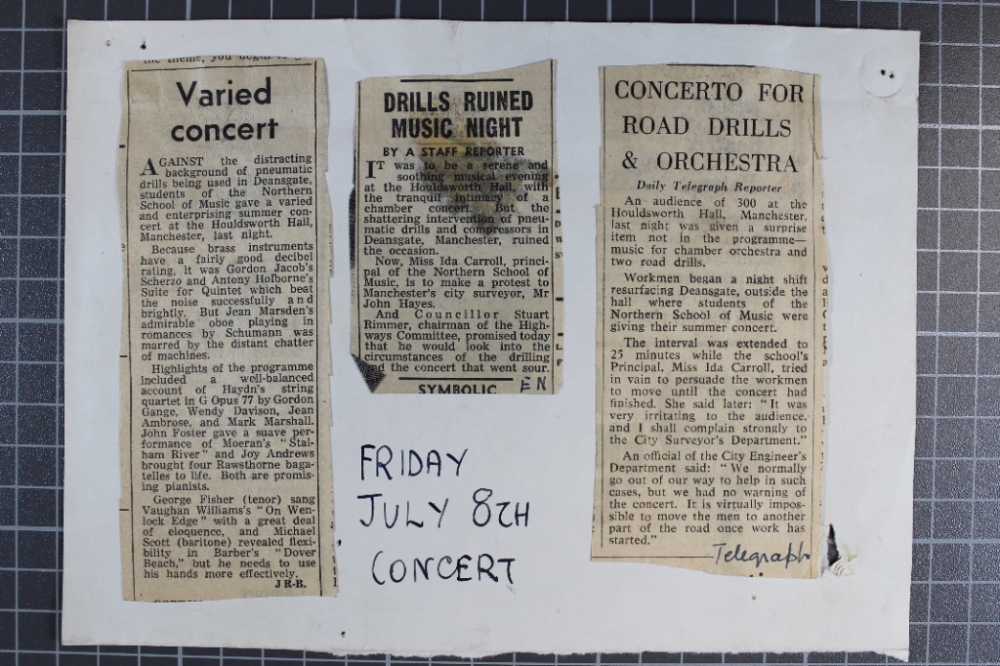 Varied
concert
AGAINST the distracting
background of pneumatic
drills being used in Deansgate,
students of the Northern
School of Music gave a varied
and enterprising summer con-
cert at the Houldsworth Hall,
Manchester, last night.
Because brass instruments
have a fairly good decibel
rating, it was Gordon Jacob's
Scherzo and Antony Holborne's
Suite for Quintet which beat
the noise successfully and
brightly. But Jean Marsden's
admirable oboe playing in
romances by Schumann was
marred by the distant chatter
of machines.
Highlights of the programme
included a well-balanced
account of Haydn's string
quartet in G Opus 77 by Gordon
Gange, Wendy Davison, Jean
Ambrose, and Mark Marshall.
John Foster gave a suave per-
formance of Moeran's "Stal-
ham River" and Joy Andrews
brought four Rawsthorne baga-
telles to life. Both are promis-
ing pianists.
George Fisher (tenor) sang
Vaughan Williams's "On Wen-
lock Edge" with a great deal
of eloquence, and Michael
Scott (baritone) revealed flexi-
bility in Barber's "Dover
Beach," but he needs to use
his hands more effectively.
J R-B.
DRILLS RUINED
MUSIC NIGHT
BY A STAFF REPORTER
IT was to be a serene and
soothing musical evening
at the Houldsworth Hall, with
the tranquil intimacy of a
chamber concert. But the
shattering intervention of pneu-
matic drills and compressors in
Deansgate, Manchester, ruined
the occasion.
Now, Miss Ida Carroll, princi-
pal of the Northern School of
Music, is to make a protest to
Manchester's city surveyor, Mr
John Hayes.
And Councillor Stuart
Rimmer, chairman of the High-
ways Committee, promised today
that he would look into the
circumstances of the drilling
and the concert that went sour.
SYMBOLIC
EN
FRIDAY
JULY 8TH
CONCERT
CONCERTO FOR
ROAD DRILLS
& ORCHESTRA
Daily Telegraph Reporter
An audience of 300 at the
Houldsworth Hall, Manchester,
last night was given a surprise
item not in the programme—
music for chamber orchestra and
two road drills.
Workmen began a night shift
resurfacing Deansgate, outside the
hall where students of the
Northern School of Music were
giving their summer concert.
The interval was extended to
25 minutes while the school's
Principal, Miss Ida Carroll, tried
in vain to persuade the workmen
to move until the concert had
finished. She said later: "It was
very irritating to the audience,
and I shall complain strongly to
the City Surveyor's Department."
An official of the City Engineer's
Department said: "We normally
go out of our way to help in such
cases, but we had no warning of
the concert. It is virtually impos-
sible to move the men to another
part of the road once work has
started."
Telegraph